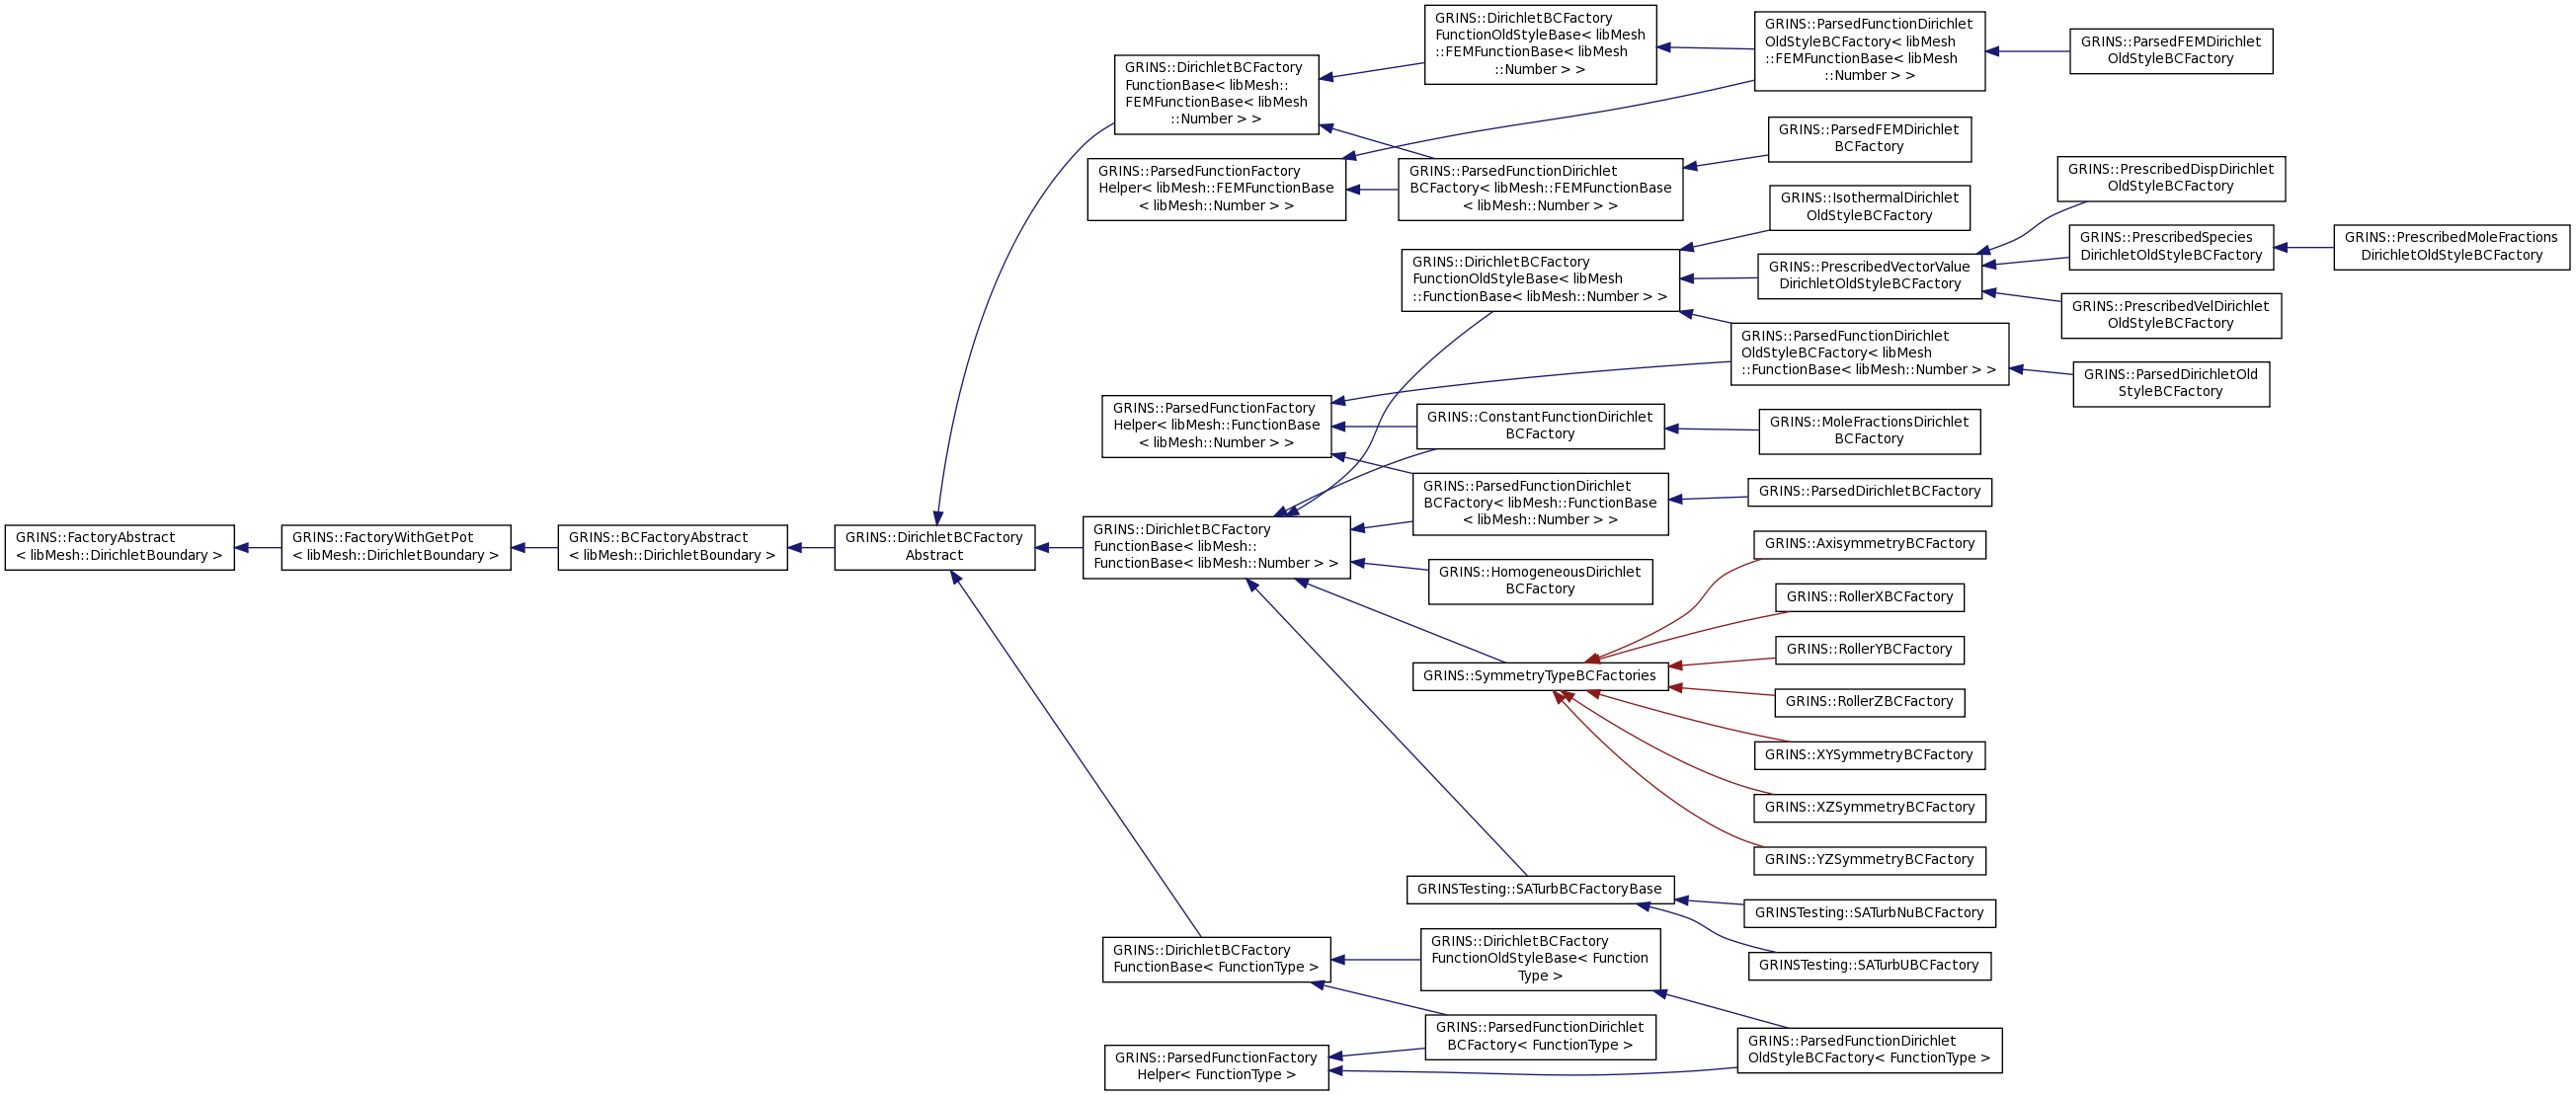 GRINS::FactoryAbstract
< libMesh::DirichletBoundary >
GRINS::FactoryWithGetPot
< libMesh::DirichletBoundary >
GRINS::BCFactoryAbstract
< libMesh::DirichletBoundary >
GRINS::DirichletBCFactory
Abstract
GRINS::DirichletBCFactory
FunctionBase< libMesh::
FEMFunctionBase< libMesh
::Number > >
GRINS::ParsedFunctionFactory
Helper< libMesh::FEMFunctionBase
< libMesh::Number > >
GRINS::ParsedFunctionFactory
Helper< libMesh::FunctionBase
< libMesh::Number > >
GRINS::DirichletBCFactory
FunctionBase< libMesh::
FunctionBase< libMesh::Number > >
GRINS::DirichletBCFactory
FunctionBase< FunctionType >
GRINS::ParsedFunctionFactory
Helper< FunctionType >
GRINS::DirichletBCFactory
FunctionOldStyleBase< libMesh
::FEMFunctionBase< libMesh
::Number > >
GRINS::ParsedFunctionDirichlet
BCFactory< libMesh::FEMFunctionBase
< libMesh::Number > >
GRINS::DirichletBCFactory
FunctionOldStyleBase< libMesh
::FunctionBase< libMesh::Number > >
GRINS::ConstantFunctionDirichlet
BCFactory
GRINS::ParsedFunctionDirichlet
BCFactory< libMesh::FunctionBase
< libMesh::Number > >
GRINS::HomogeneousDirichlet
BCFactory
GRINS::SymmetryTypeBCFactories
GRINSTesting::SATurbBCFactoryBase
GRINS::DirichletBCFactory
FunctionOldStyleBase< Function
Type >
GRINS::ParsedFunctionDirichlet
BCFactory< FunctionType >
GRINS::ParsedFunctionDirichlet
OldStyleBCFactory< libMesh
::FEMFunctionBase< libMesh
::Number > >
GRINS::ParsedFEMDirichlet
BCFactory
GRINS::IsothermalDirichlet
OldStyleBCFactory
GRINS::PrescribedVectorValue
DirichletOldStyleBCFactory
GRINS::ParsedFunctionDirichlet
OldStyleBCFactory< libMesh
::FunctionBase< libMesh::Number > >
GRINS::MoleFractionsDirichlet
BCFactory
GRINS::ParsedDirichletBCFactory
GRINS::AxisymmetryBCFactory
GRINS::RollerXBCFactory
GRINS::RollerYBCFactory
GRINS::RollerZBCFactory
GRINS::XYSymmetryBCFactory
GRINS::XZSymmetryBCFactory
GRINS::YZSymmetryBCFactory
GRINSTesting::SATurbNuBCFactory
GRINSTesting::SATurbUBCFactory
GRINS::ParsedFunctionDirichlet
OldStyleBCFactory< FunctionType >
GRINS::ParsedFEMDirichlet
OldStyleBCFactory
GRINS::PrescribedDispDirichlet
OldStyleBCFactory
GRINS::PrescribedSpecies
DirichletOldStyleBCFactory
GRINS::PrescribedVelDirichlet
OldStyleBCFactory
GRINS::ParsedDirichletOld
StyleBCFactory
GRINS::PrescribedMoleFractions
DirichletOldStyleBCFactory